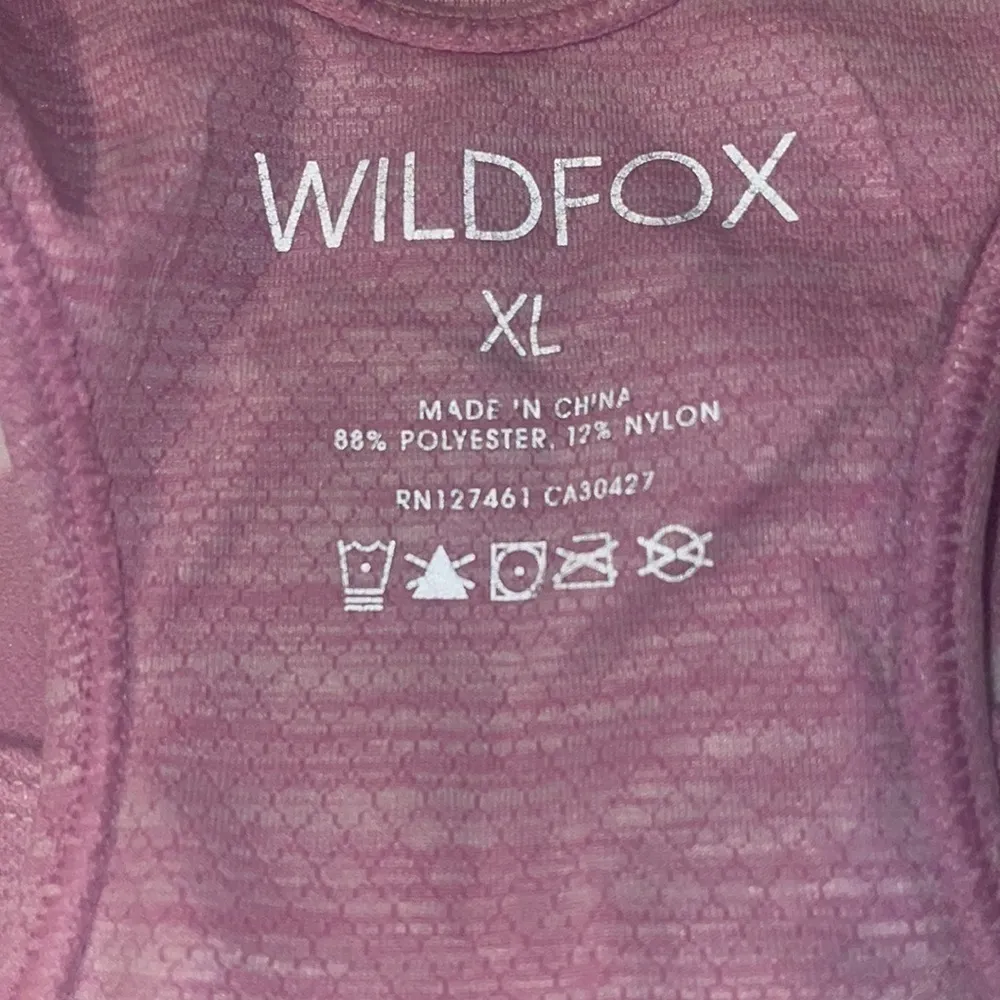 WILDFOX
XL
MADE IN CHINA
88% POLYESTER, 12% NYLON
RN127461 CA30427